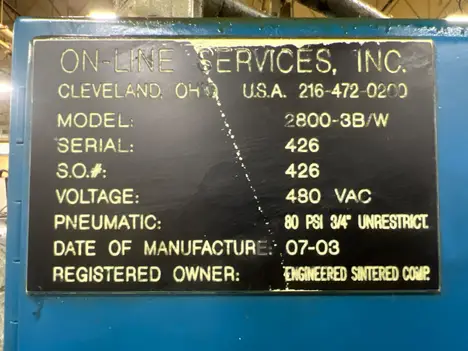 ON-LINE SERVICES, INC.
CLEVELAND, OHIO U.S.A. 216-472-0200
MODEL: 2800-3B/W
SERIAL: 426
S.O.#: 426
VOLTAGE: 480 VAC
PNEUMATIC: 80 PSI 3/4" UNRESTRICT.
DATE OF MANUFACTURE: 07-03
REGISTERED OWNER: ENGINEERED SINTERED COMP.